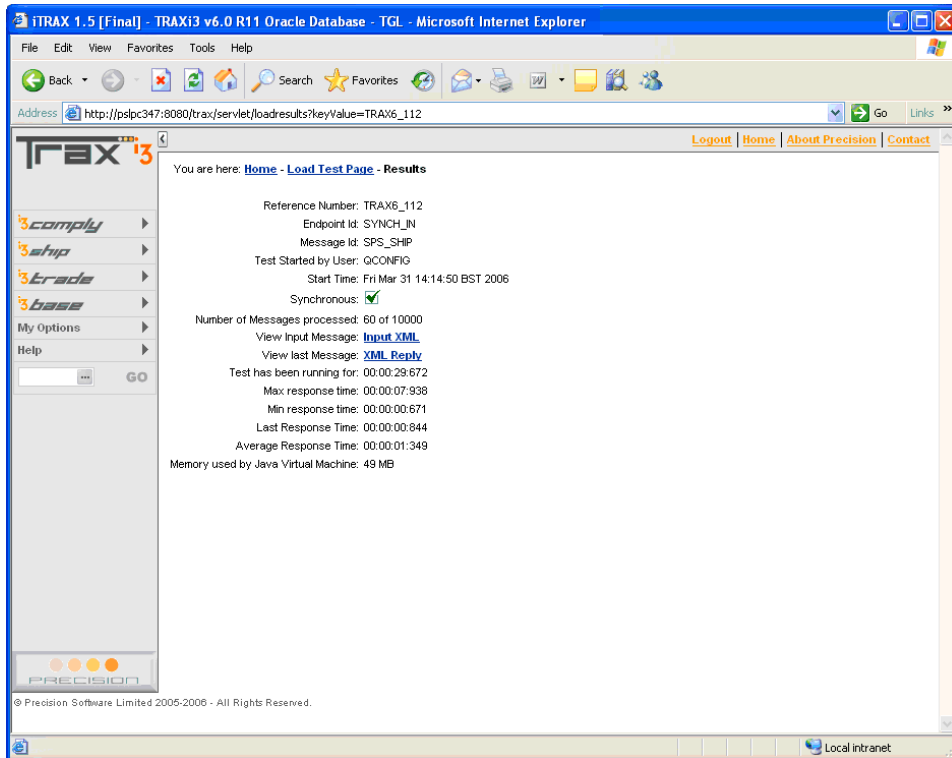 iTRAX 1.5 [Final] - TRAXi3 v6.0 R11 Oracle Database - TGL - Microsoft Internet Explorer
File Edit View Favorites Tools Help
Back Search Favorites W
Address http://pslpc347:8080/trax/servlet/loadresults?keyValue=TRAX6_112 Go Links »
Trax i3
Logout | Home | About Precision | Contact
You are here: Home - Load Test Page - Results
Reference Number: TRAX6_112
Endpoint Id: SYNCH_IN
Message Id: SPS_SHIP
Test Started by User: QCONFIG
Start Time: Fri Mar 31 14:14:50 BST 2006
Synchronous:
Number of Messages processed: 60 of 10000
View Input Message: Input XML
View last Message: XML Reply
Test has been running for: 00:00:29:672
Max response time: 00:00:07:938
Min response time: 00:00:00:671
Last Response Time: 00:00:00:844
Average Response Time: 00:00:01:349
Memory used by Java Virtual Machine: 49 MB
i3comply
i3ship
i3trade
i3base
My Options
Help
... GO
PRECISION
© Precision Software Limited 2005-2006 - All Rights Reserved.
Local intranet